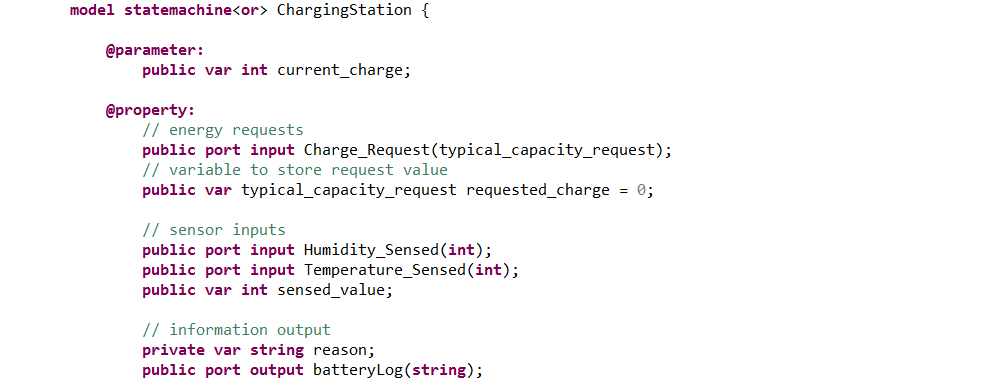 model statemachine<or> ChargingStation {
@parameter:
public var int current_charge;
@property:
// energy requests
public port input Charge_Request(typical_capacity_request);
// variable to store request value
public var typical_capacity_request requested_charge = 0;
// sensor inputs
public port input Humidity_Sensed(int);
public port input Temperature_Sensed(int);
public var int sensed_value;
// information output
private var string reason;
public port output batteryLog(string);